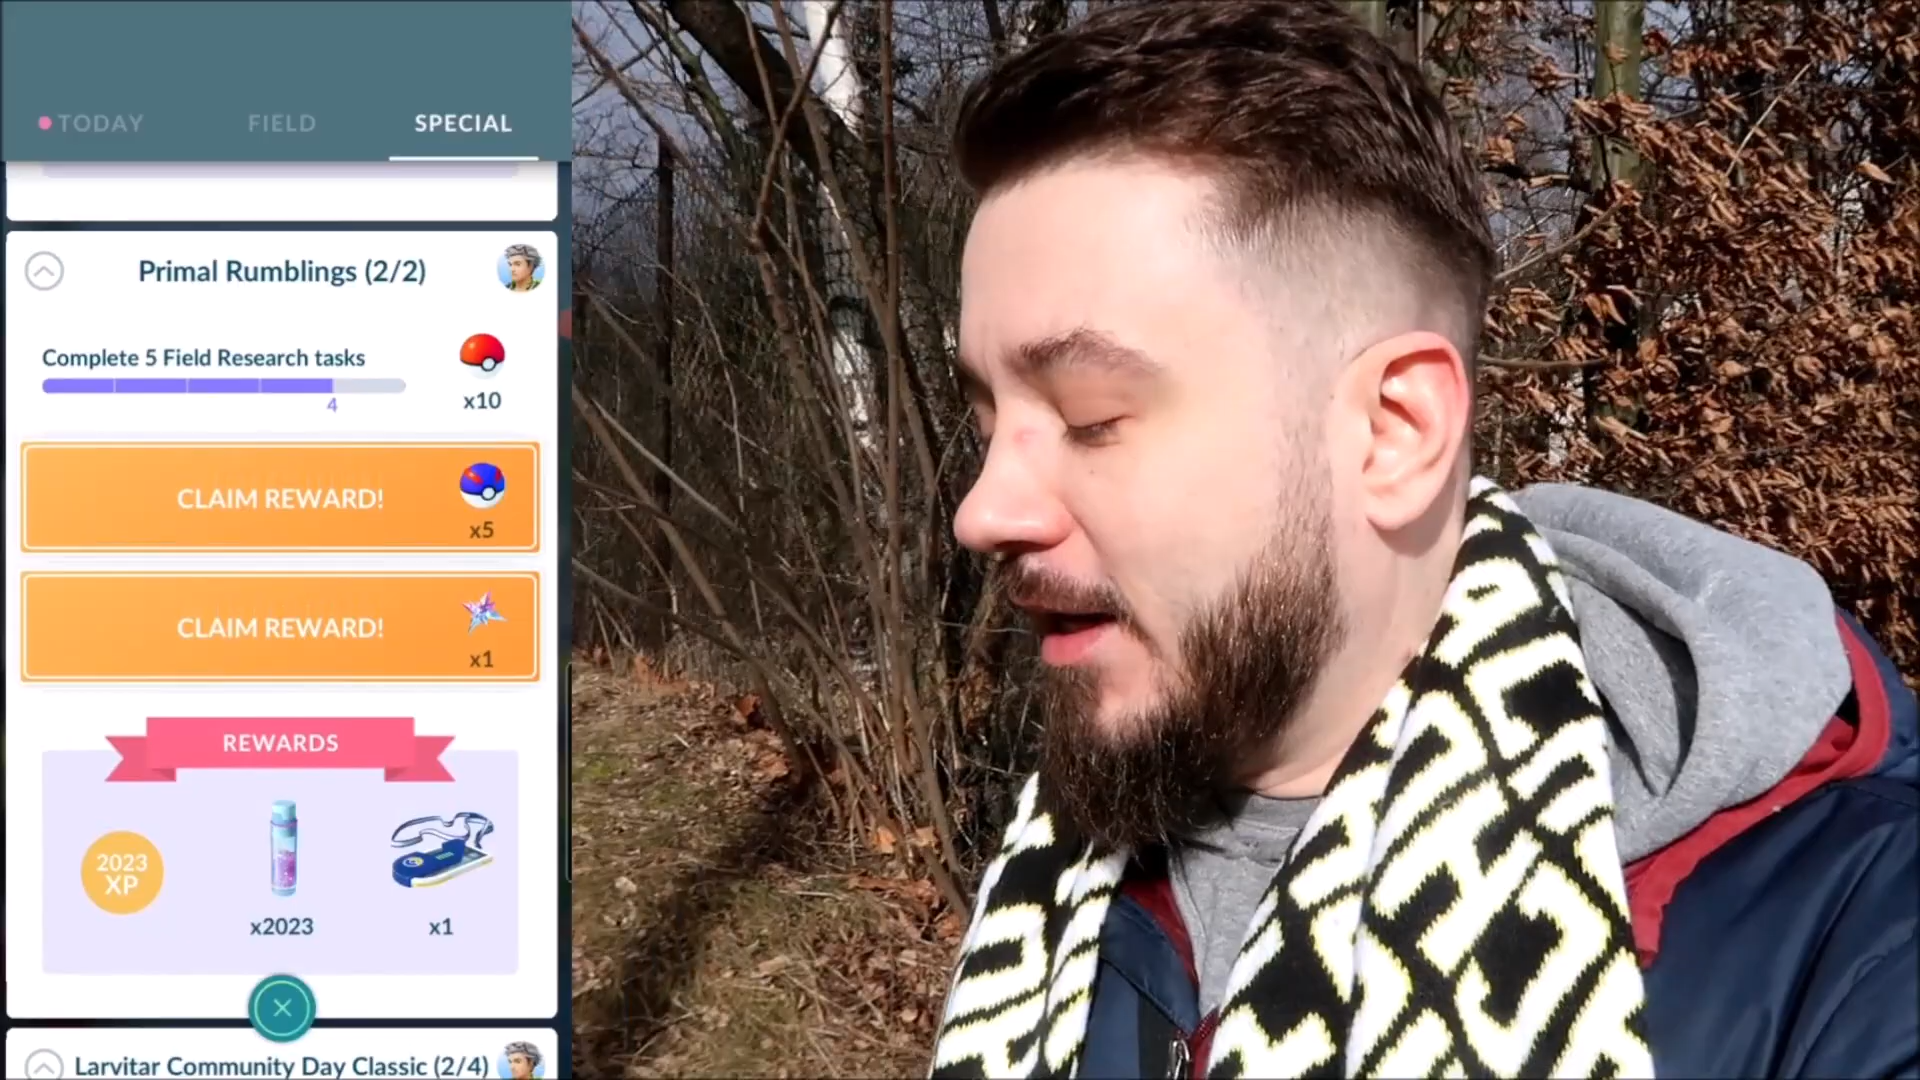 TODAY
FIELD
SPECIAL
Primal Rumblings (2/2)
Complete 5 Field Research tasks
4
x10
CLAIM REWARD!
x5
CLAIM REWARD!
x1
REWARDS
2023
XP
x2023
x1
Larvitar Community Day Classic (2/4)